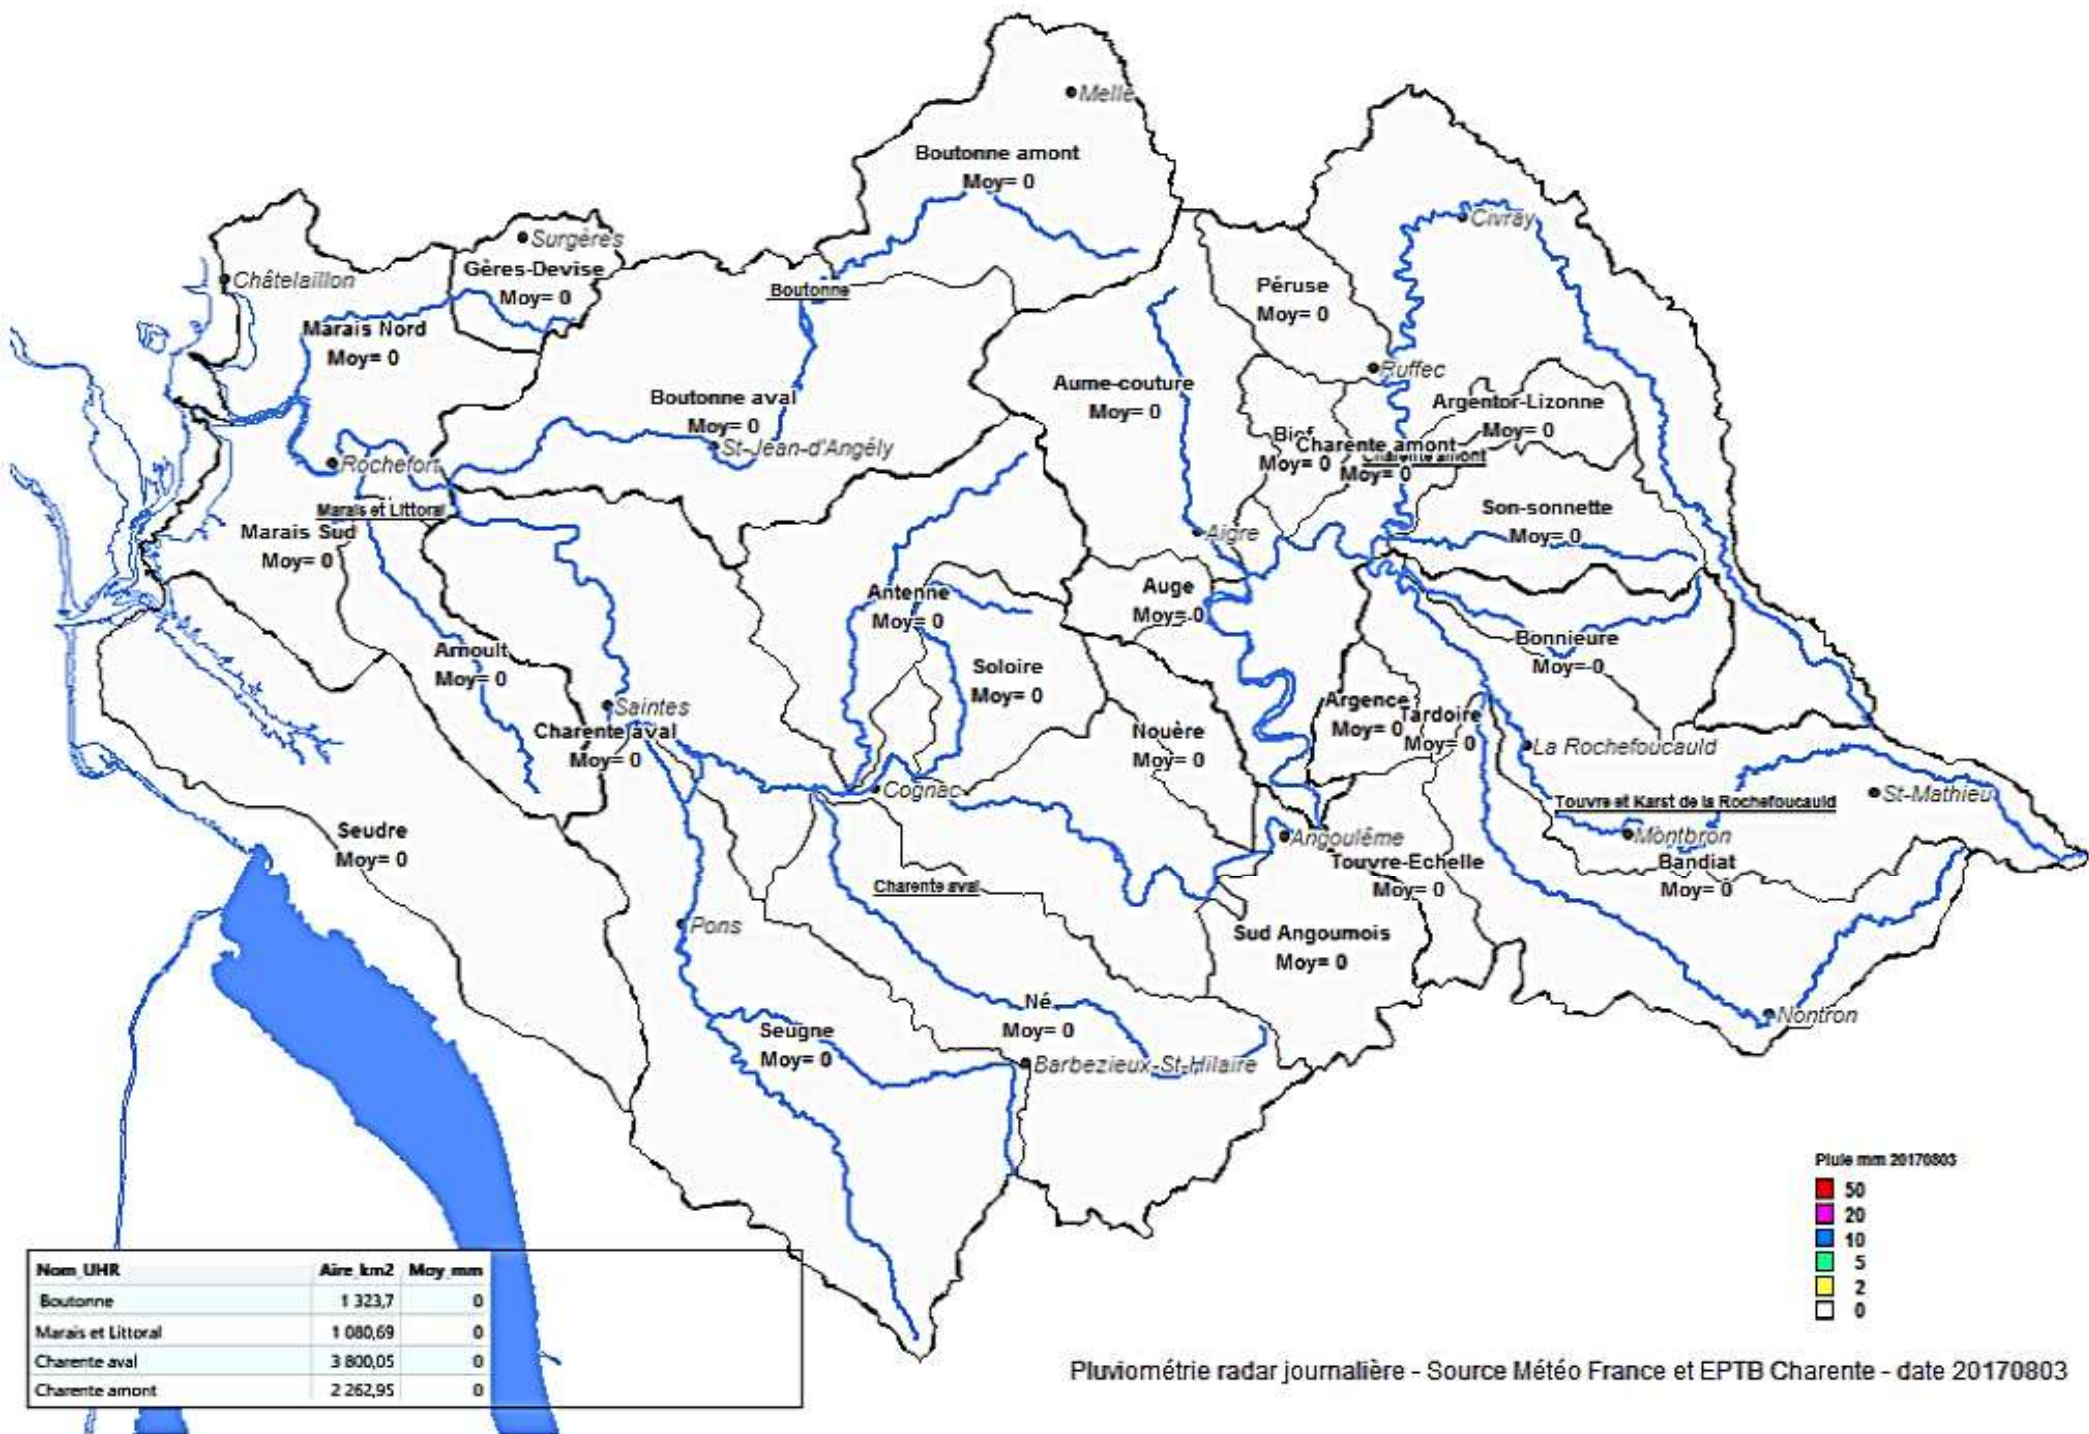 Melle
Boutonne amont
Moy= 0
Civray
Surgères
Gères-Devise
Moy= 0
Châtelaillon
Boutonne
Péruse
Moy= 0
Marais Nord
Moy= 0
Ruffec
Aume-couture
Moy= 0
Boutonne aval
Moy= 0
St-Jean-d'Angély
Argentor-Lizonne
Moy= 0
Bief
Moy= 0
Charente amont
Charente amont
Moy= 0
Rochefort
Marais et Littoral
Marais Sud
Moy= 0
Son-sonnette
Moy= 0
Aigre
Auge
Moy= 0
Antenne
Moy= 0
Bonnieure
Moy= 0
Arnoult
Moy= 0
Soloire
Moy= 0
Saintes
Charente aval
Moy= 0
Argence
Moy= 0
Tardoire
Moy= 0
Nouère
Moy= 0
La Rochefoucauld
Cognac
St-Mathieu
Touvre et Karst de la Rochefoucauld
Seudre
Moy= 0
Angoulême
Montbron
Touvre-Echelle
Moy= 0
Bandiat
Moy= 0
Charente aval
Pons
Sud Angoumois
Moy= 0
Né
Moy= 0
Nontron
Seugne
Moy= 0
Barbezieux-St-Hilaire
Pluie mm 20170803
50
20
10
5
2
0
Nom_UHR Aire_km2 Moy_mm
Boutonne 1 323,7 0
Marais et Littoral 1 080,69 0
Charente aval 3 800,05 0
Charente amont 2 262,95 0
Pluviométrie radar journalière - Source Météo France et EPTB Charente - date 20170803